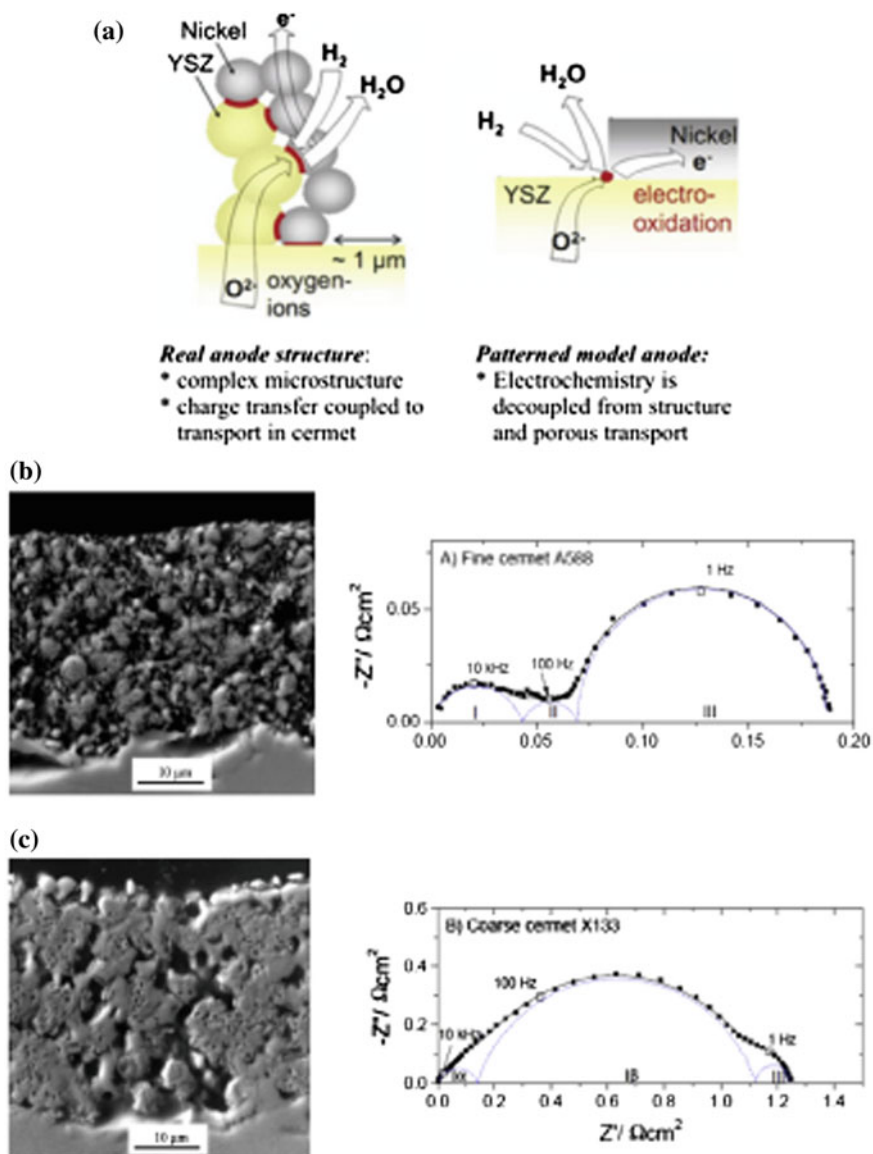 (a)
Nickel
YSZ
e-
H2
H2O
O2-
oxygen-
ions
~ 1 μm
H2
H2O
Nickel
e-
YSZ
electro-
oxidation
O2-
Real anode structure:
* complex microstructure
* charge transfer coupled to
transport in cermet
Patterned model anode:
* Electrochemistry is
decoupled from structure
and porous transport
(b)
10 μm
A) Fine cermet A588
-Z''/ Ωcm2
0.05
0.00
10 kHz
100 Hz
1 Hz
I
II
III
0.00
0.05
0.10
0.15
0.20
(c)
10 μm
B) Coarse cermet X133
-Z''/ Ωcm2
0.6
0.4
0.2
0.0
10 kHz
100 Hz
1 Hz
Iβ
III
0.0
0.2
0.4
0.6
0.8
1.0
1.2
1.4
Z'/ Ωcm2